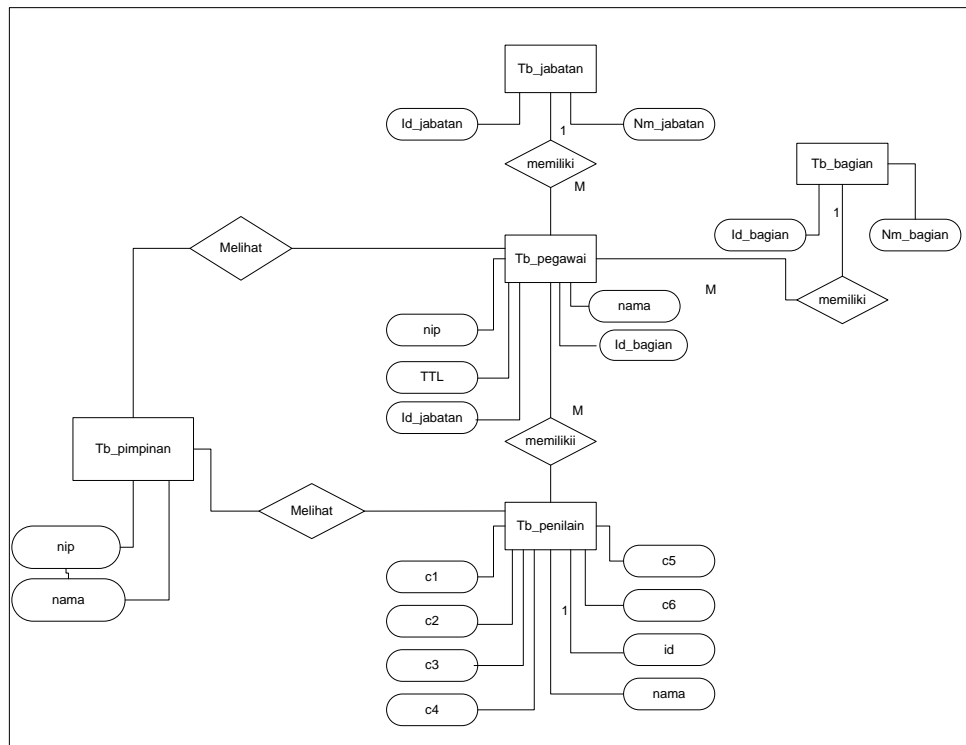 Tb_jabatan
Id_jabatan
Nm_jabatan
1
memiliki
M
Tb_bagian
Id_bagian
1
Nm_bagian
memiliki
M
Melihat
Tb_pegawai
nama
nip
Id_bagian
TTL
Id_jabatan
M
memilikii
Tb_pimpinan
Melihat
nip
nama
Tb_penilain
c1
c5
c2
1
c6
c3
id
c4
nama